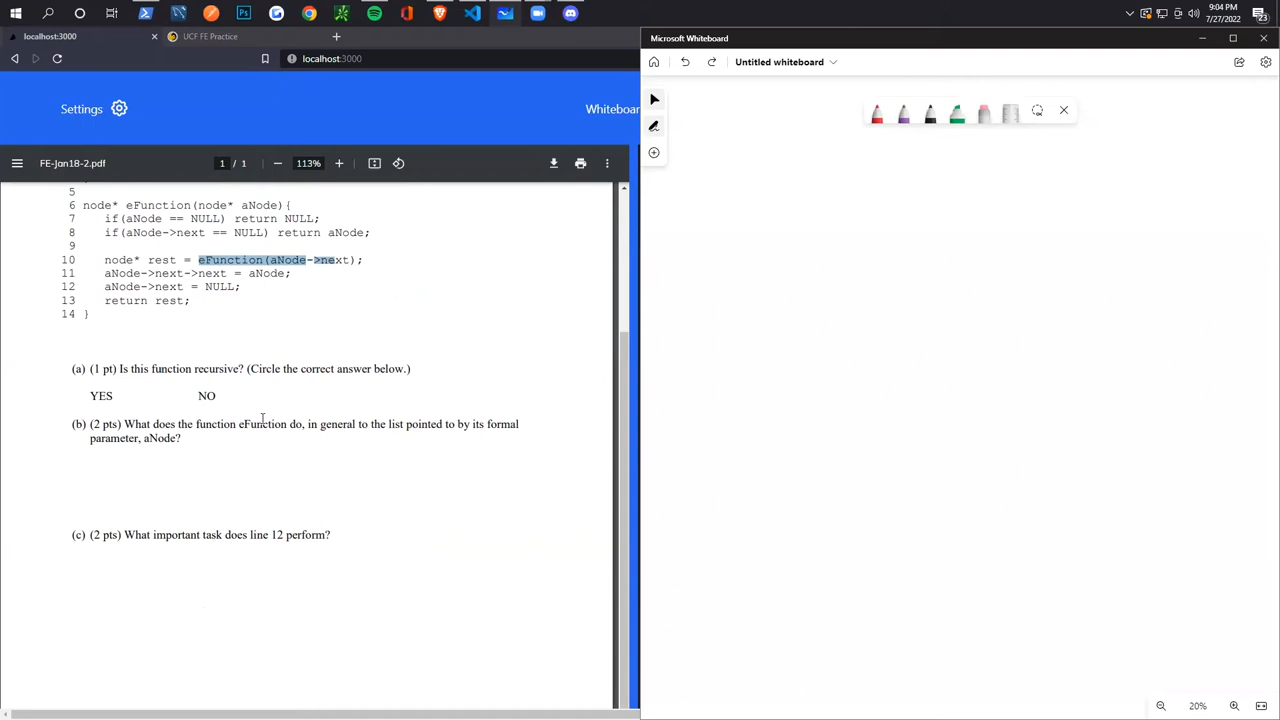 9:04 PM
7/27/2022
23
localhost:3000
UCF FE Practice
Microsoft Whiteboard
localhost:3000
Untitled whiteboard
Settings
Whiteboar
FE-Jan18-2.pdf
1 / 1
113%
5
6 node* eFunction(node* aNode){
7 if(aNode == NULL) return NULL;
8 if(aNode->next == NULL) return aNode;
9
10 node* rest = eFunction(aNode->next);
11 aNode->next->next = aNode;
12 aNode->next = NULL;
13 return rest;
14 }
(a) (1 pt) Is this function recursive? (Circle the correct answer below.)
YES NO
(b) (2 pts) What does the function eFunction do, in general to the list pointed to by its formal
parameter, aNode?
(c) (2 pts) What important task does line 12 perform?
20%